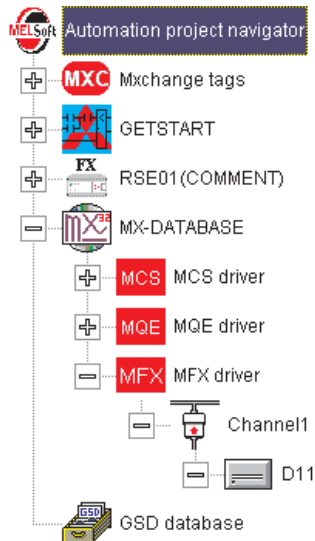 MELSoft Automation project navigator
MXC Mxchange tags
GETSTART
FX
RSE01(COMMENT)
mx32 MX-DATABASE
MCS MCS driver
MQE MQE driver
MFX MFX driver
Channel1
D11
GSD GSD database